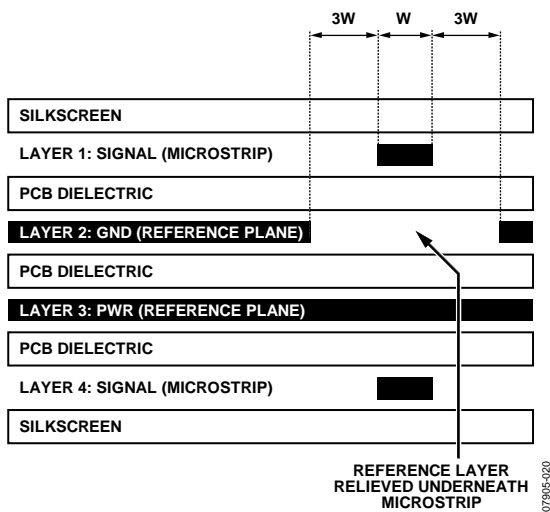 3W W 3W
SILKSCREEN
LAYER 1: SIGNAL (MICROSTRIP)
PCB DIELECTRIC
LAYER 2: GND (REFERENCE PLANE)
PCB DIELECTRIC
LAYER 3: PWR (REFERENCE PLANE)
PCB DIELECTRIC
LAYER 4: SIGNAL (MICROSTRIP)
SILKSCREEN
REFERENCE LAYER
RELIEVED UNDERNEATH
MICROSTRIP
07905-020